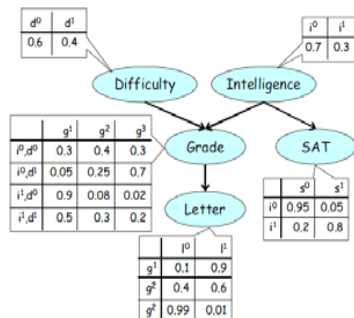 d⁰ d¹
0.6 0.4
i⁰ i¹
0.7 0.3
Difficulty
Intelligence
g¹ g² g³
i⁰,d⁰ 0.3 0.4 0.3
i⁰,d¹ 0.05 0.25 0.7
i¹,d⁰ 0.9 0.08 0.02
i¹,d¹ 0.5 0.3 0.2
Grade
SAT
s⁰ s¹
i⁰ 0.95 0.05
i¹ 0.2 0.8
Letter
l⁰ l¹
g¹ 0.1 0.9
g² 0.4 0.6
g² 0.99 0.01